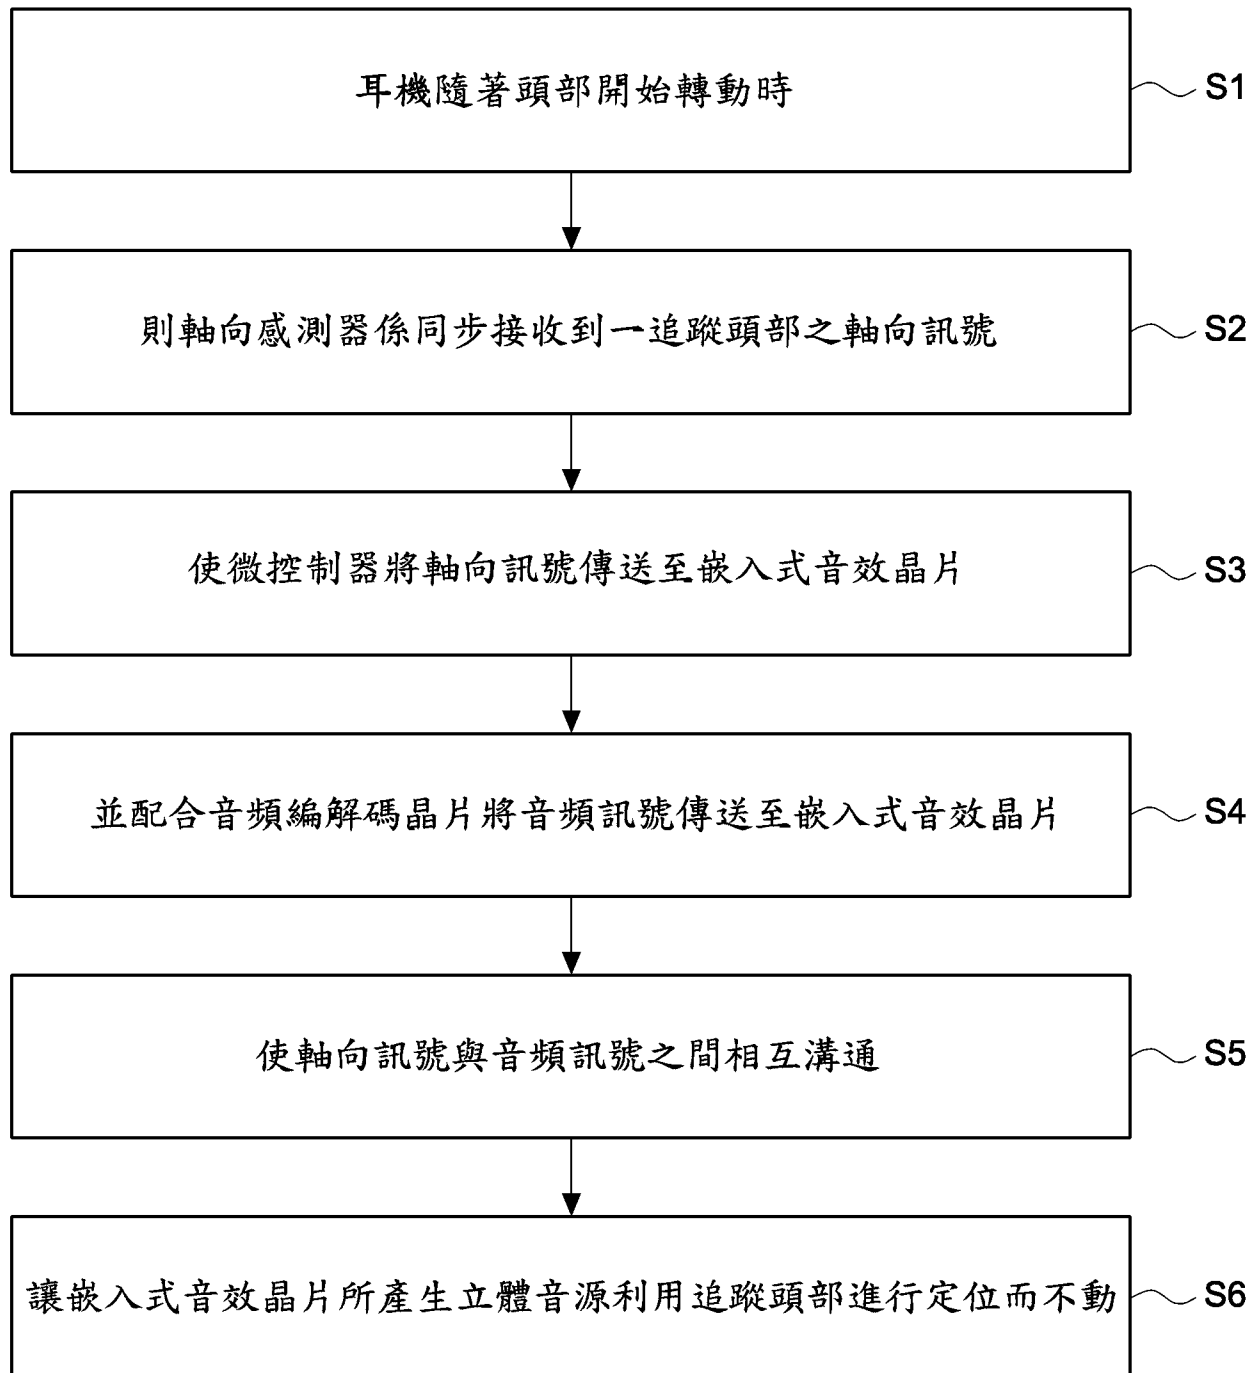 耳機隨著頭部開始轉動時
S1
則軸向感測器係同步接收到一追蹤頭部之軸向訊號
S2
使微控制器將軸向訊號傳送至嵌入式音效晶片
S3
並配合音頻編解碼晶片將音頻訊號傳送至嵌入式音效晶片
S4
使軸向訊號與音頻訊號之間相互溝通
S5
讓嵌入式音效晶片所產生立體音源利用追蹤頭部進行定位而不動
S6